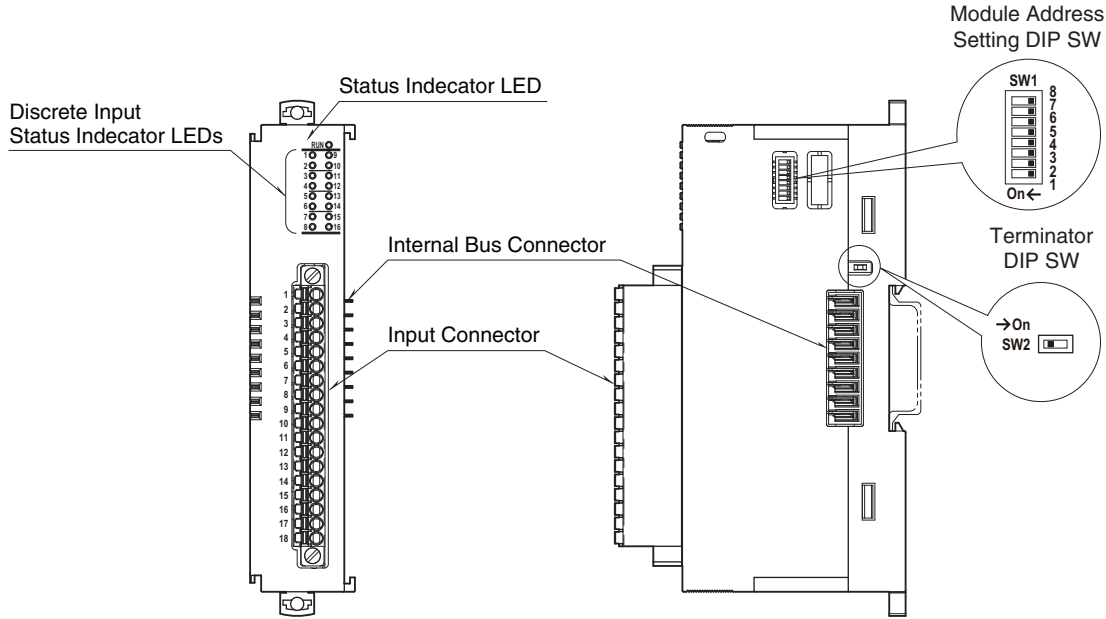 Module Address
Setting DIP SW
SW1
8
7
6
5
4
3
2
1
On←
Status Indecator LED
Discrete Input
Status Indecator LEDs
RUN
1 9
2 10
3 11
4 12
5 13
6 14
7 15
8 16
Internal Bus Connector
Input Connector
1
2
3
4
5
6
7
8
9
10
11
12
13
14
15
16
17
18
Terminator
DIP SW
→On
SW2